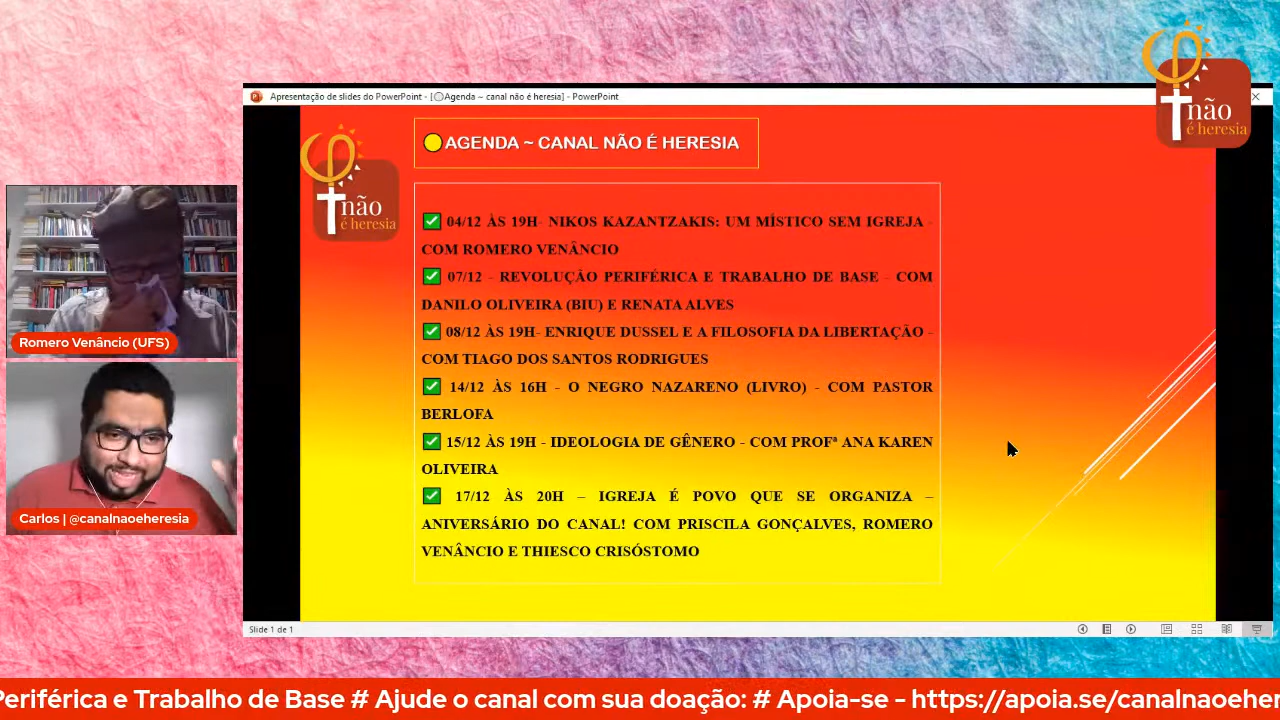 não
é heresia
Apresentação de slides do PowerPoint - [Agenda ~ canal não é heresia] - PowerPoint
AGENDA ~ CANAL NÃO É HERESIA
não
é heresia
04/12 ÀS 19H- NIKOS KAZANTZAKIS: UM MÍSTICO SEM IGREJA -
COM ROMERO VENÂNCIO
07/12 - REVOLUÇÃO PERIFÉRICA E TRABALHO DE BASE - COM
DANILO OLIVEIRA (BIU) E RENATA ALVES
08/12 ÀS 19H- ENRIQUE DUSSEL E A FILOSOFIA DA LIBERTAÇÃO -
COM TIAGO DOS SANTOS RODRIGUES
14/12 ÀS 16H - O NEGRO NAZARENO (LIVRO) - COM PASTOR
BERLOFA
15/12 ÀS 19H - IDEOLOGIA DE GÊNERO - COM PROFª ANA KAREN
OLIVEIRA
17/12 ÀS 20H – IGREJA É POVO QUE SE ORGANIZA –
ANIVERSÁRIO DO CANAL! COM PRISCILA GONÇALVES, ROMERO
VENÂNCIO E THIESCO CRISÓSTOMO
Romero Venâncio (UFS)
Carlos | @canalnaoeheresia
Slide 1 de 1
Periférica e Trabalho de Base # Ajude o canal com sua doação: # Apoia-se - https://apoia.se/canalnaoeher